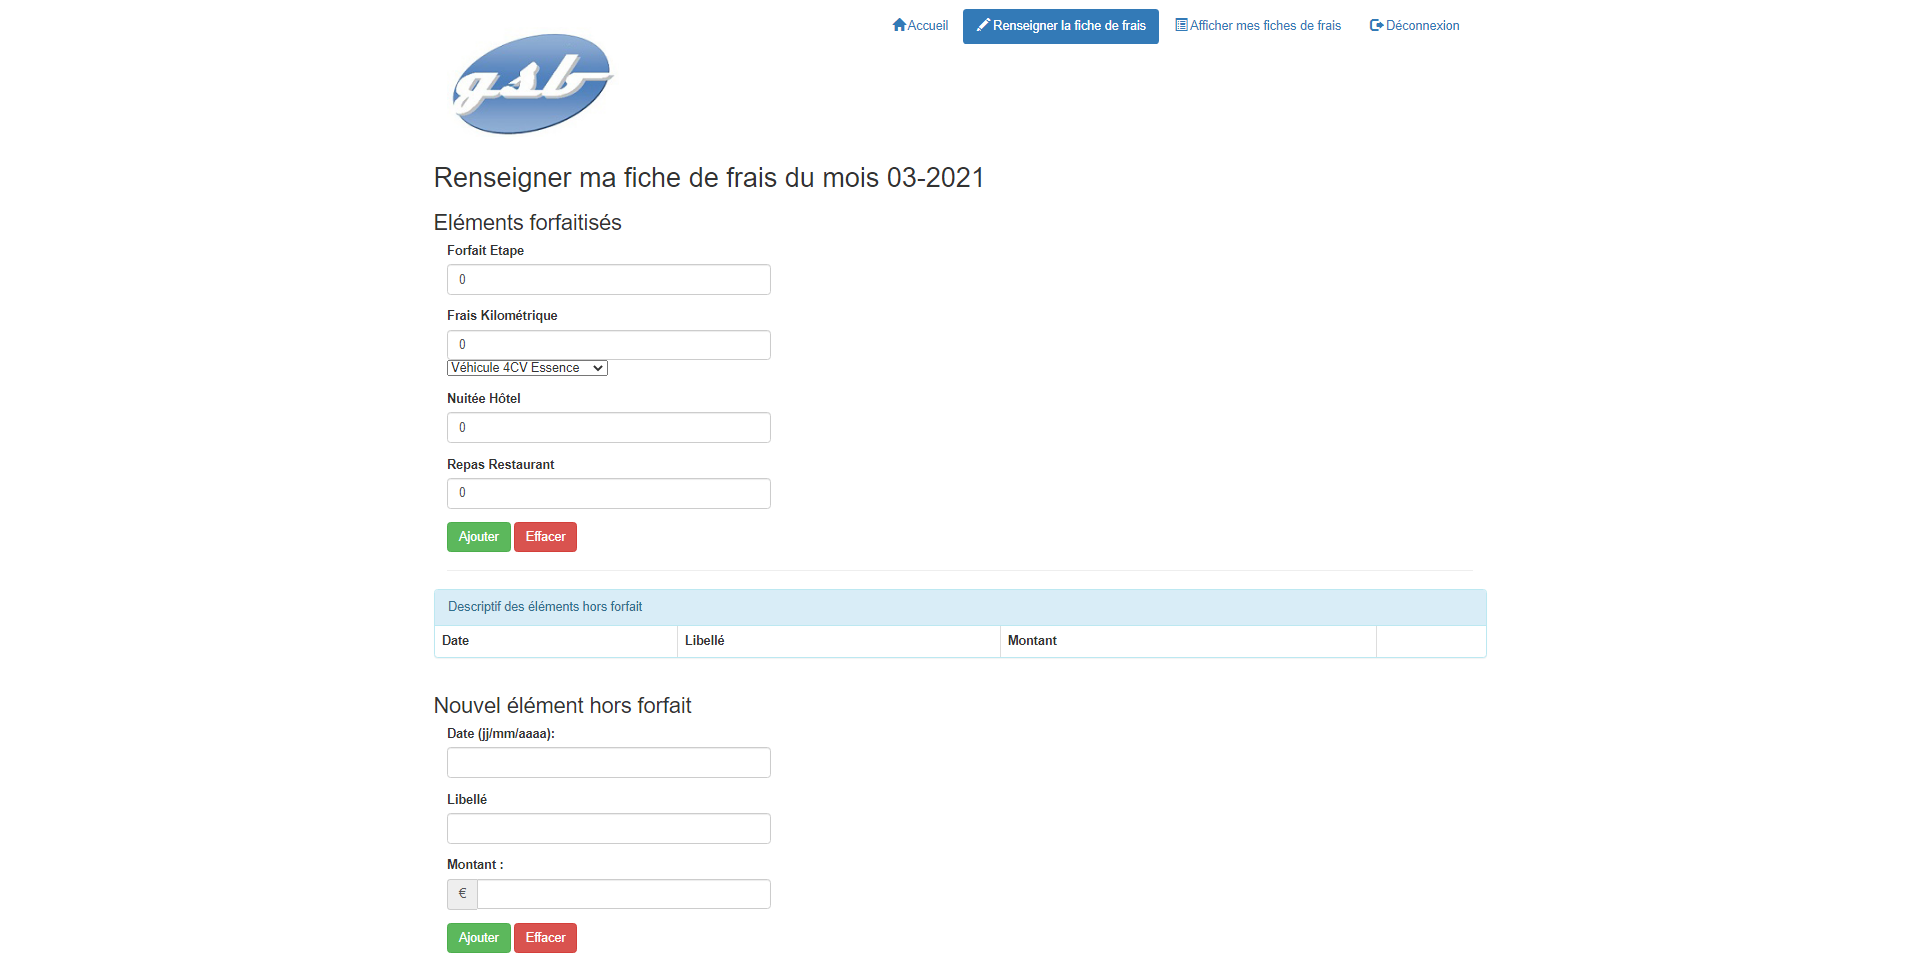 Accueil Renseigner la fiche de frais Afficher mes fiches de frais Déconnexion
gsb
Renseigner ma fiche de frais du mois 03-2021
Eléments forfaitisés
Forfait Etape
0
Frais Kilométrique
0
Véhicule 4CV Essence
Nuitée Hôtel
0
Repas Restaurant
0
Ajouter Effacer
Descriptif des éléments hors forfait
Date Libellé Montant
Nouvel élément hors forfait
Date (jj/mm/aaaa):
Libellé
Montant :
€
Ajouter Effacer